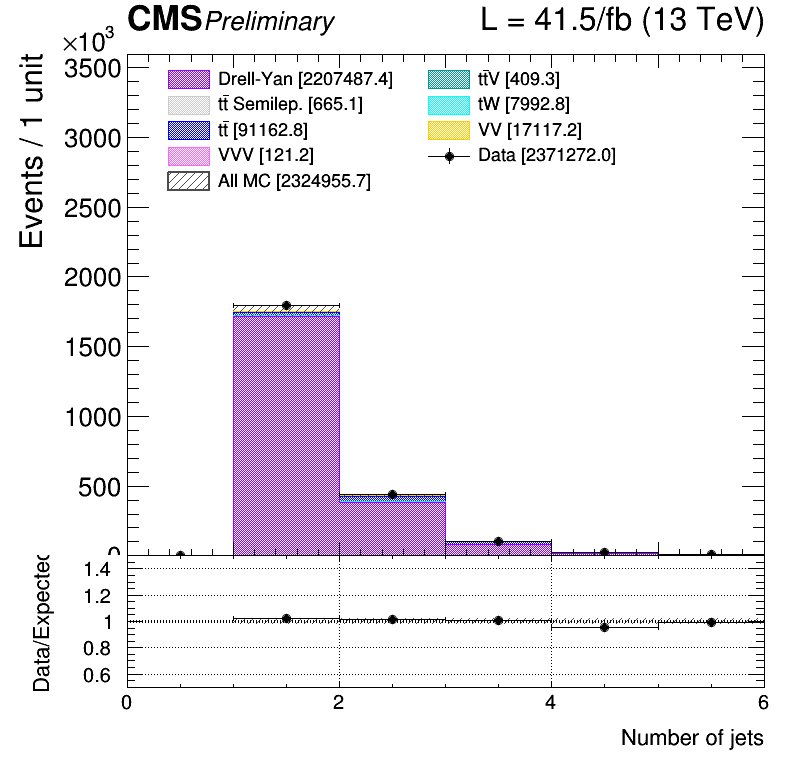 CMS Preliminary L = 41.5/fb (13 TeV)
×10³
Events / 1 unit
3500
3000
2500
2000
1500
1000
500
0
Drell-Yan [2207487.4]
tt̄ Semilep. [665.1]
tt̄ [91162.8]
VVV [121.2]
All MC [2324955.7]
tt̄V [409.3]
tW [7992.8]
VV [17117.2]
Data [2371272.0]
Data/Expected
1.4
1.2
1
0.8
0.6
0 2 4 6
Number of jets